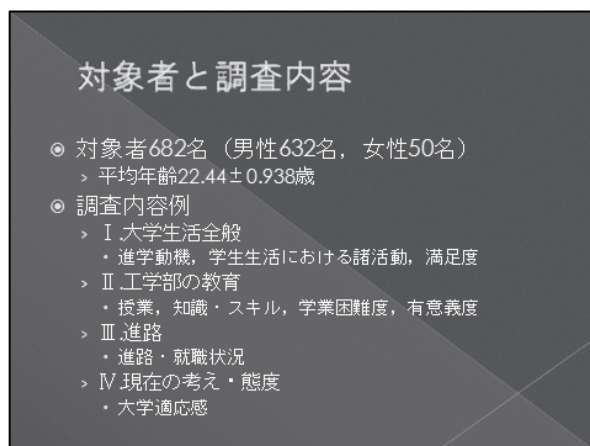 対象者と調査内容
対象者682名（男性632名，女性50名）
平均年齢22.44±0.938歳
調査内容例
Ⅰ.大学生活全般
・進学動機，学生生活における諸活動，満足度
Ⅱ.工学部の教育
・授業，知識・スキル，学業困難度，有意義度
Ⅲ.進路
・進路・就職状況
Ⅳ.現在の考え・態度
・大学適応感